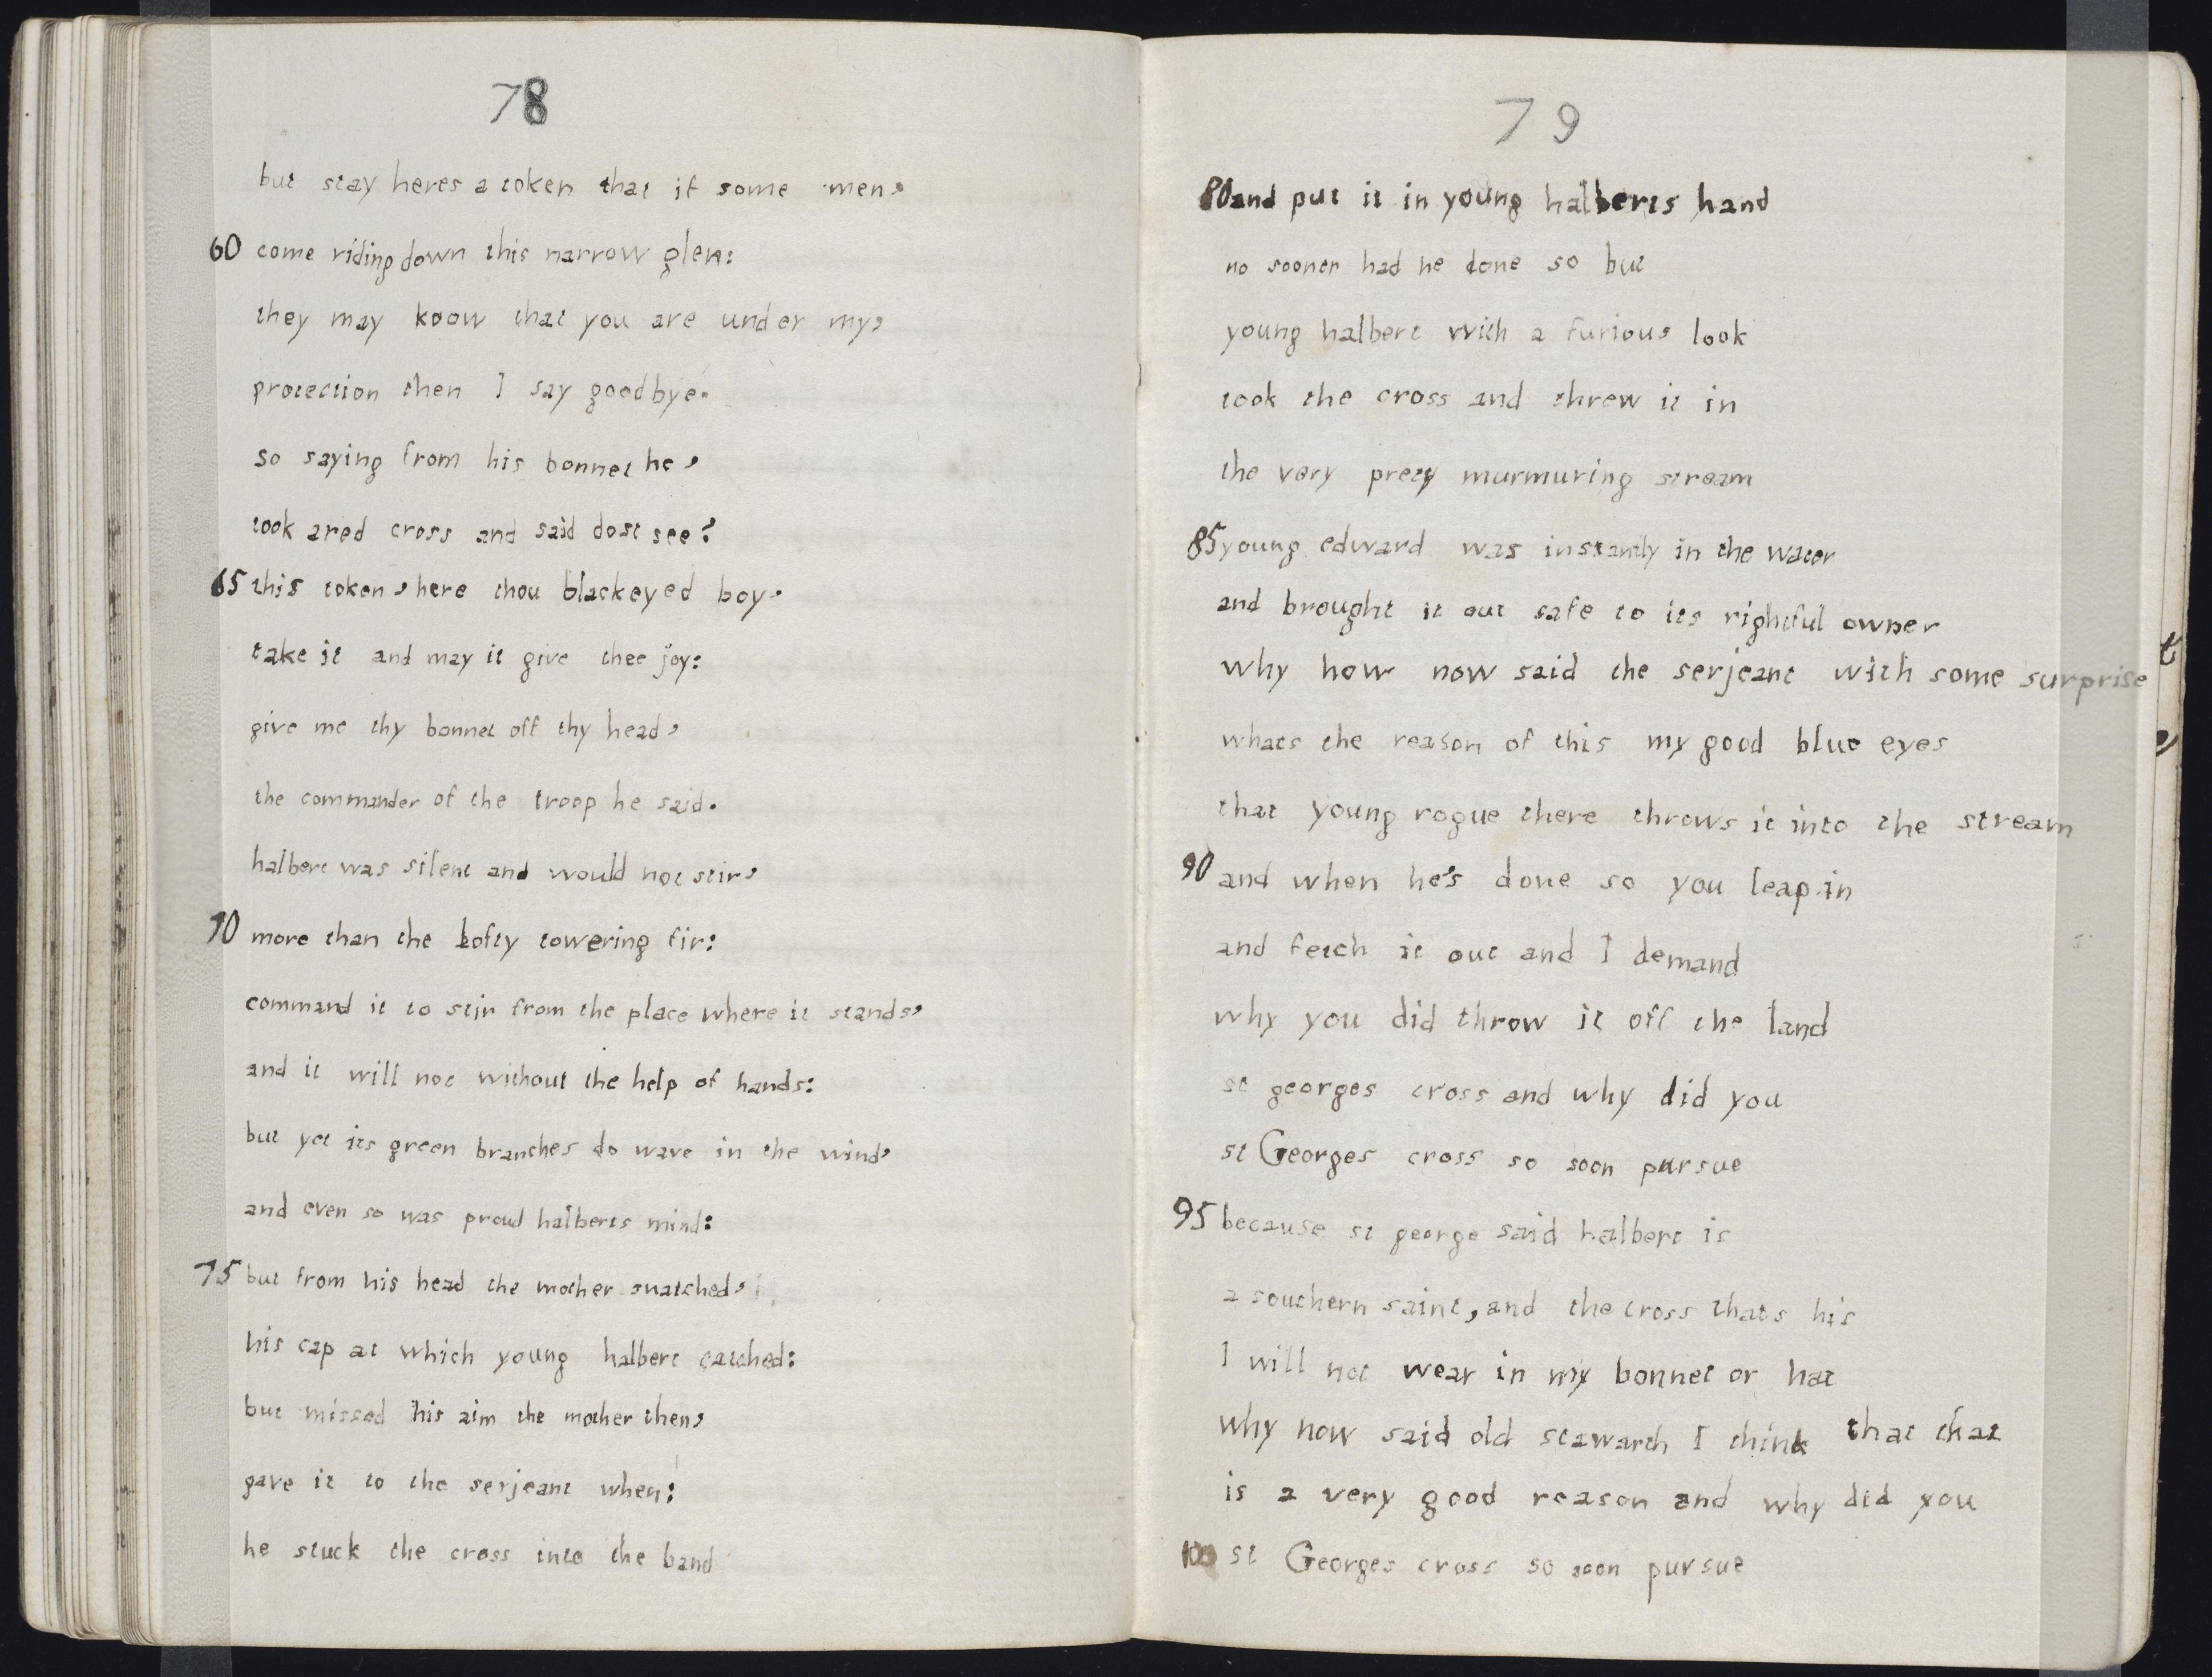 78
but stay heres a token that if some men,
60 come riding down this narrow glen:
they may koow that you are under my,
protection then I say goodbye.
so saying from his bonnet he,
took ared cross and said dost see?
65 this token, here thou blackeyed boy.
take it and may it give thee joy:
give me thy bonnet off thy head,
the commander of the troop he said.
halbert was silent and would not stir,
70 more than the lofty towering fir:
command it to stir from the place where it stands,
and it will not without the help of hands:
but yet its green branches do wave in the wind,
and even so was proud halberts mind:
75 but from his head the mother snatched,
his cap at which young halbert catched:
but missed his aim the mother then,
gave it to the serjeant when:
he stuck the cross into the band
79
80 and put it in young halberts hand
no sooner had he done so but
young halbert with a furious look
took the cross and threw it in
the very prety murmuring stream
85 young edward was instantly in the water
and brought it out safe to its rightful owner
why how now said the serjeant with some surprise
whats the reason of this my good blue eyes
that young rogue there throws it into the stream
90 and when he's done so you leap in
and fetch it out and I demand
why you did throw it off the land
st georges cross and why did you
st Georges cross so soon pursue
95 because st george said halbert is
a southern saint, and the cross thats his
I will not wear in my bonnet or hat
why now said old stawarth I think that that
is a very good reason and why did you
100 st Georges cross so soon pursue